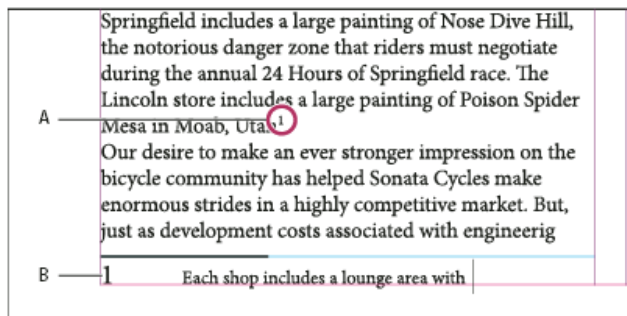 Springfield includes a large painting of Nose Dive Hill,
the notorious danger zone that riders must negotiate
during the annual 24 Hours of Springfield race. The
Lincoln store includes a large painting of Poison Spider
A
Mesa in Moab, Utah¹
Our desire to make an ever stronger impression on the
bicycle community has helped Sonata Cycles make
enormous strides in a highly competitive market. But,
just as development costs associated with engineerig
B
1 Each shop includes a lounge area with